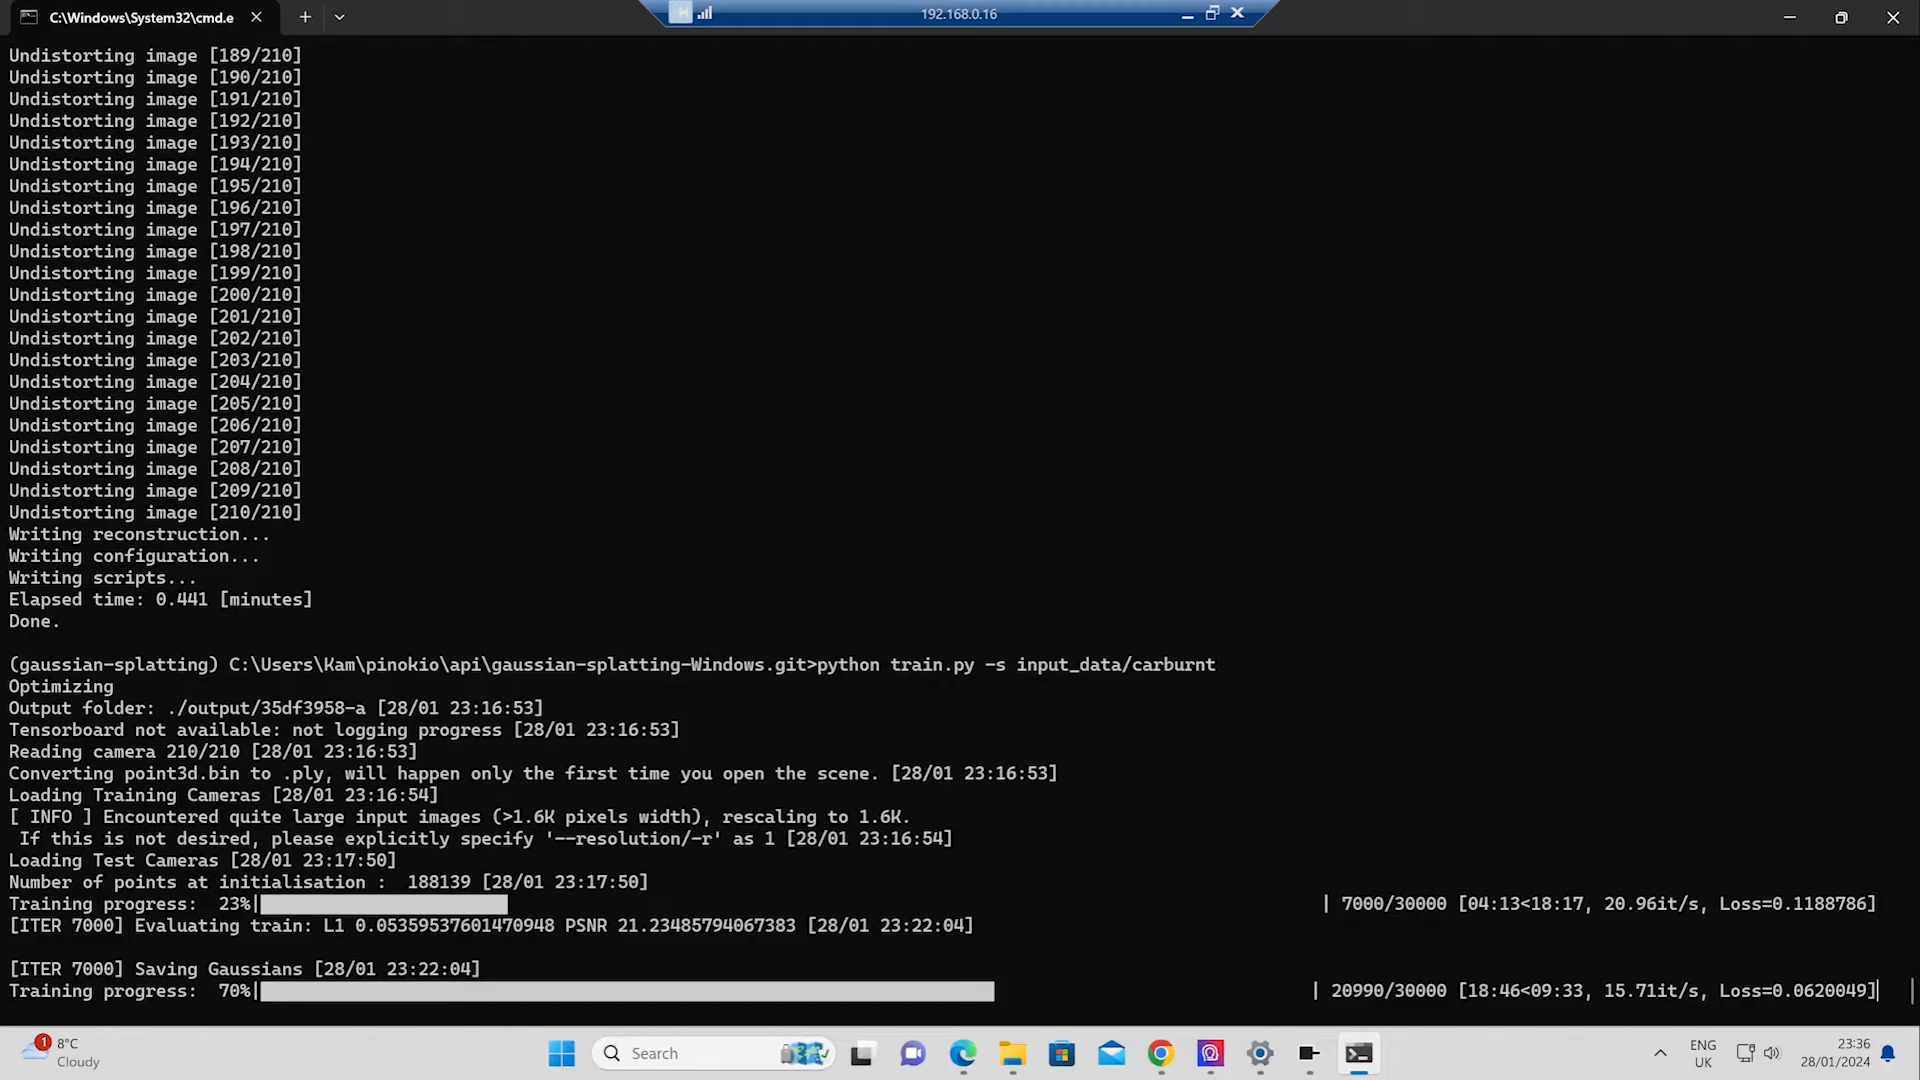 C:\Windows\System32\cmd.e
192.168.0.16
Undistorting image [189/210]
Undistorting image [190/210]
Undistorting image [191/210]
Undistorting image [192/210]
Undistorting image [193/210]
Undistorting image [194/210]
Undistorting image [195/210]
Undistorting image [196/210]
Undistorting image [197/210]
Undistorting image [198/210]
Undistorting image [199/210]
Undistorting image [200/210]
Undistorting image [201/210]
Undistorting image [202/210]
Undistorting image [203/210]
Undistorting image [204/210]
Undistorting image [205/210]
Undistorting image [206/210]
Undistorting image [207/210]
Undistorting image [208/210]
Undistorting image [209/210]
Undistorting image [210/210]
Writing reconstruction...
Writing configuration...
Writing scripts...
Elapsed time: 0.441 [minutes]
Done.
(gaussian-splatting) C:\Users\Kam\pinokio\api\gaussian-splatting-Windows.git>python train.py -s input_data/carburnt
Optimizing
Output folder: ./output/35df3958-a [28/01 23:16:53]
Tensorboard not available: not logging progress [28/01 23:16:53]
Reading camera 210/210 [28/01 23:16:53]
Converting point3d.bin to .ply, will happen only the first time you open the scene. [28/01 23:16:53]
Loading Training Cameras [28/01 23:16:54]
[ INFO ] Encountered quite large input images (>1.6K pixels width), rescaling to 1.6K.
If this is not desired, please explicitly specify '--resolution/-r' as 1 [28/01 23:16:54]
Loading Test Cameras [28/01 23:17:50]
Number of points at initialisation :  188139 [28/01 23:17:50]
Training progress:  23%| | 7000/30000 [04:13<18:17, 20.96it/s, Loss=0.1188786]
[ITER 7000] Evaluating train: L1 0.05359537601470948 PSNR 21.23485794067383 [28/01 23:22:04]
[ITER 7000] Saving Gaussians [28/01 23:22:04]
Training progress:  70%| | 20990/30000 [18:46<09:33, 15.71it/s, Loss=0.0620049]
1
8°C
Cloudy
Search
ENG
UK
23:36
28/01/2024